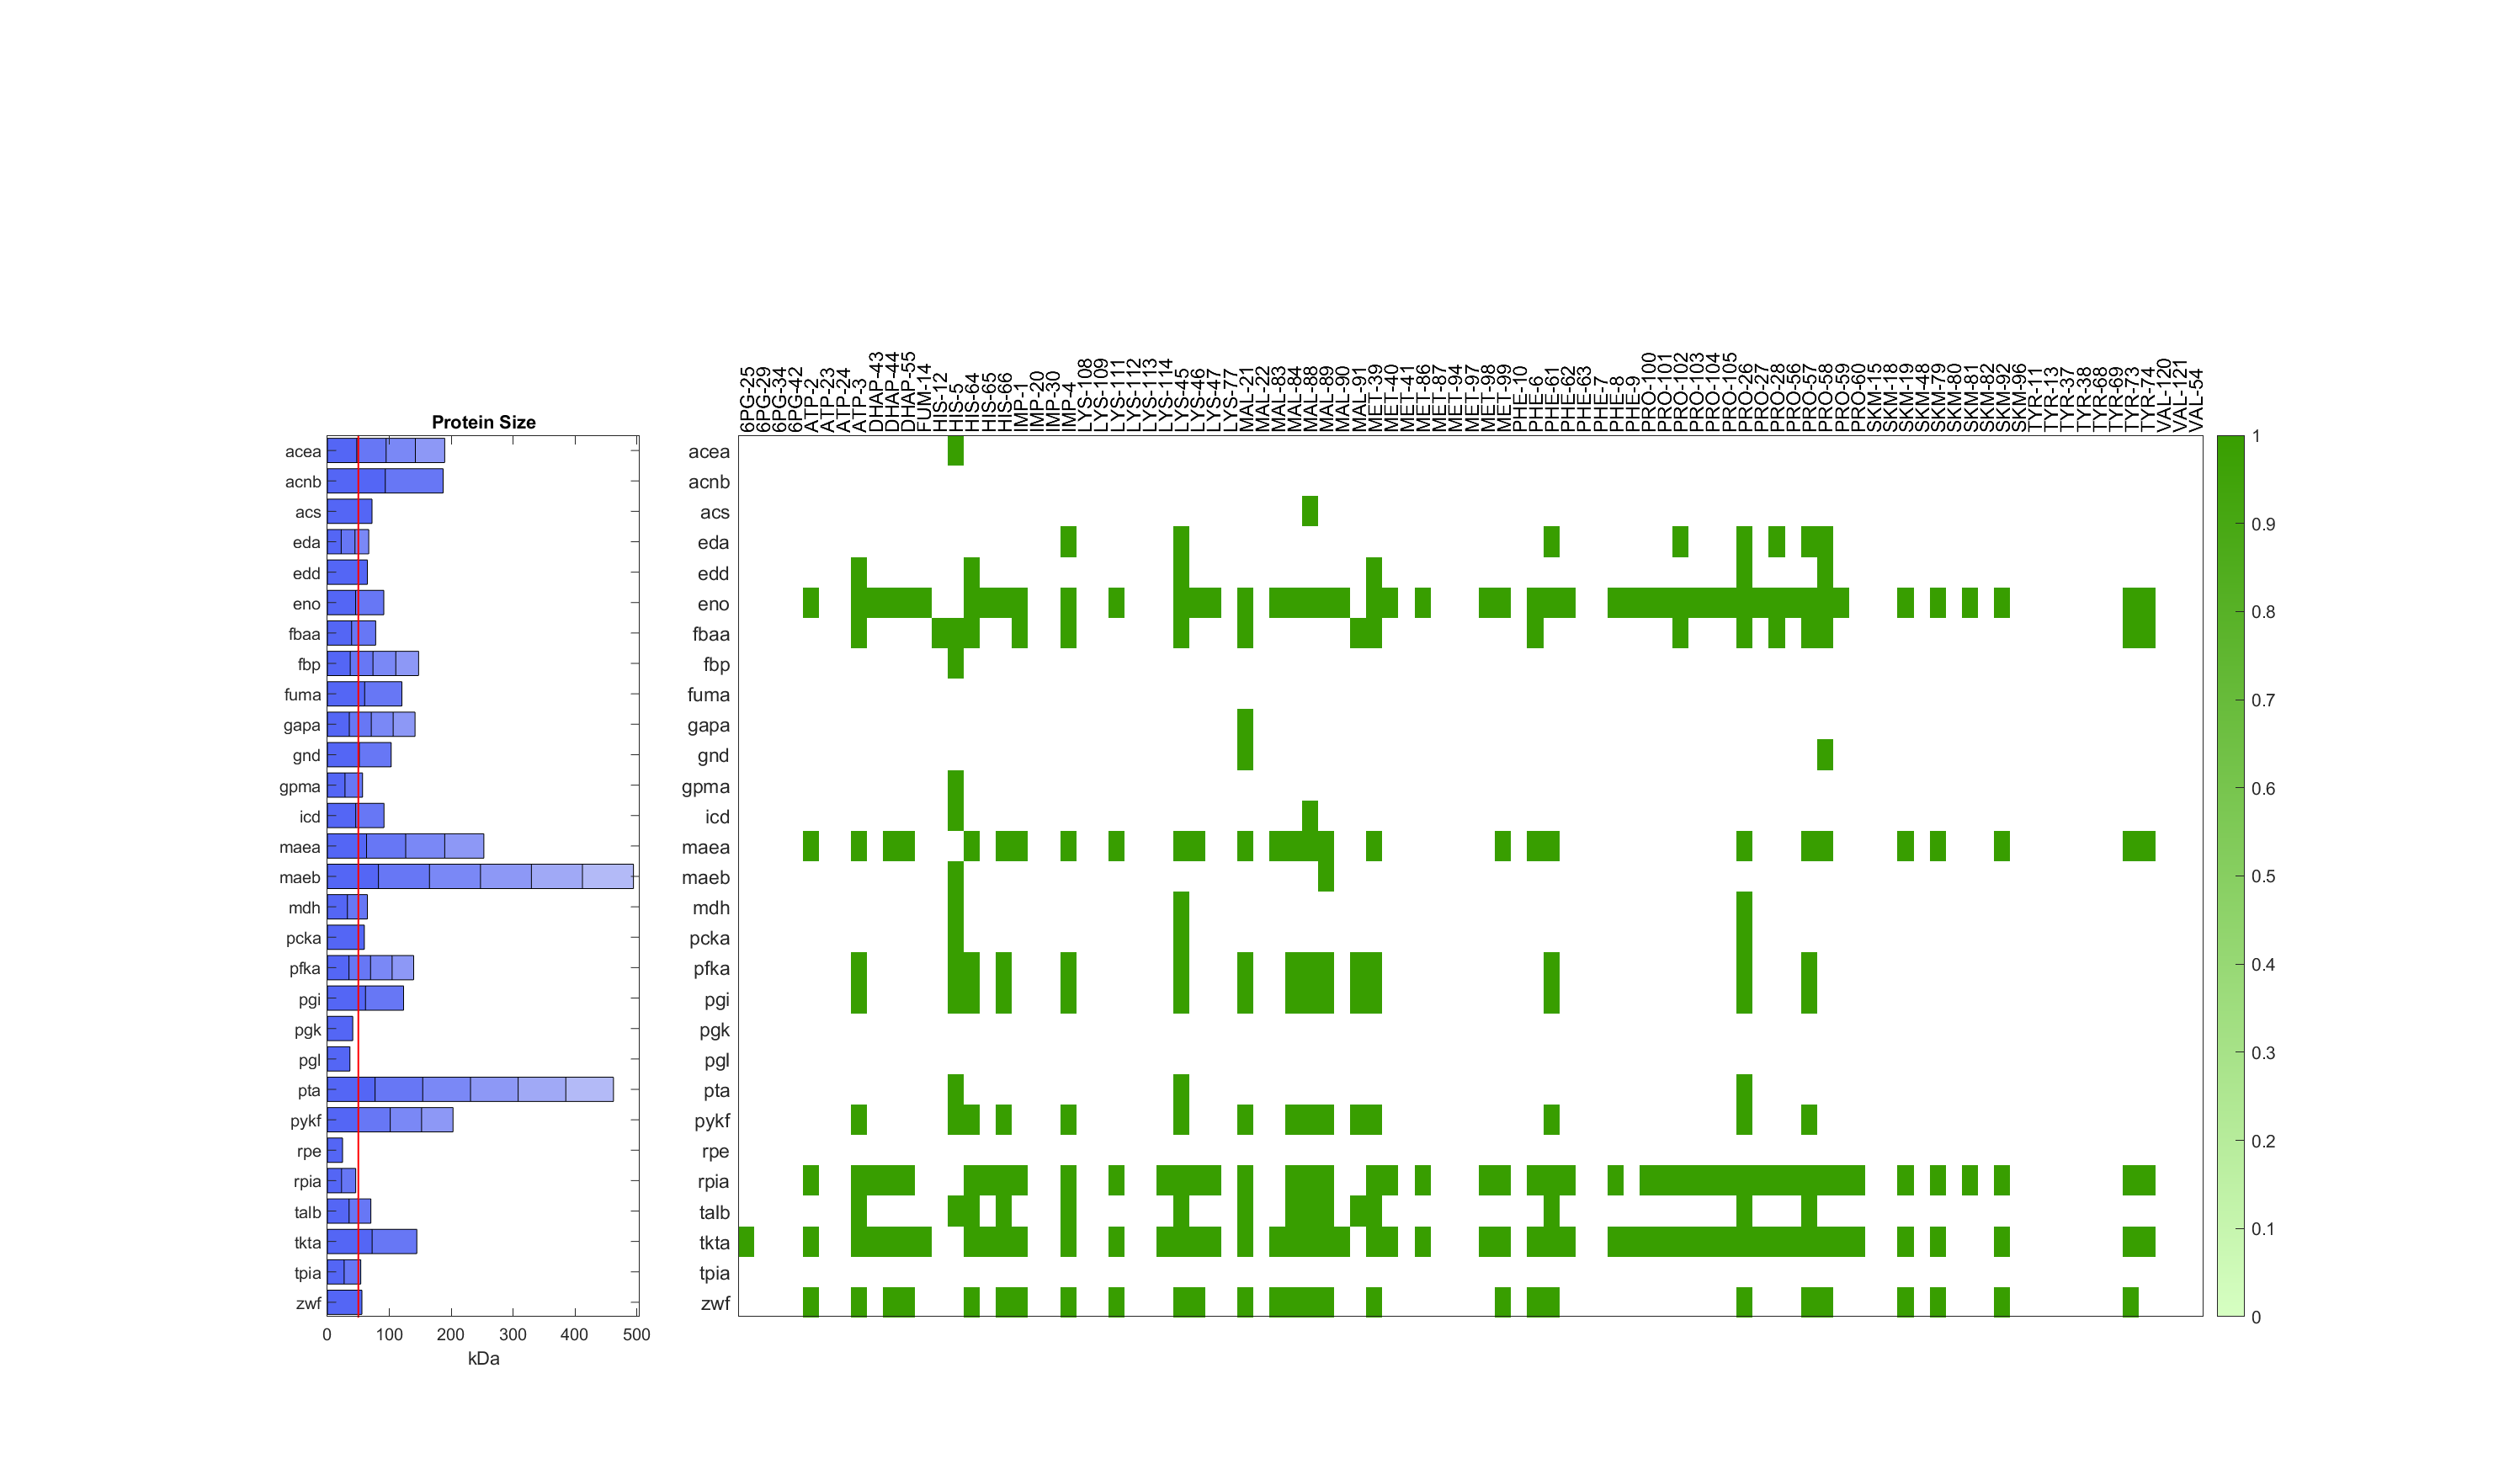 Protein Size
acea
acnb
acs
eda
edd
eno
fbaa
fbp
fuma
gapa
gnd
gpma
icd
maea
maeb
mdh
pcka
pfka
pgi
pgk
pgl
pta
pykf
rpe
rpia
talb
tkta
tpia
zwf
0 100 200 300 400 500
kDa
6PG-25
6PG-29
6PG-34
6PG-42
ATP-2
ATP-23
ATP-24
ATP-3
DHAP-43
DHAP-44
DHAP-55
FUM-14
HIS-12
HIS-5
HIS-64
HIS-65
HIS-66
IMP-1
IMP-20
IMP-30
IMP-4
LYS-108
LYS-109
LYS-111
LYS-112
LYS-113
LYS-114
LYS-45
LYS-46
LYS-47
LYS-77
MAL-21
MAL-22
MAL-83
MAL-84
MAL-88
MAL-89
MAL-90
MAL-91
MET-39
MET-40
MET-41
MET-86
MET-87
MET-94
MET-97
MET-98
MET-99
PHE-10
PHE-6
PHE-61
PHE-62
PHE-63
PHE-7
PHE-8
PHE-9
PRO-100
PRO-101
PRO-102
PRO-103
PRO-104
PRO-105
PRO-26
PRO-27
PRO-28
PRO-56
PRO-57
PRO-58
PRO-59
PRO-60
SKM-15
SKM-18
SKM-19
SKM-48
SKM-79
SKM-80
SKM-81
SKM-82
SKM-92
SKM-96
TYR-11
TYR-13
TYR-37
TYR-38
TYR-68
TYR-69
TYR-73
TYR-74
VAL-120
VAL-121
VAL-54
acea
acnb
acs
eda
edd
eno
fbaa
fbp
fuma
gapa
gnd
gpma
icd
maea
maeb
mdh
pcka
pfka
pgi
pgk
pgl
pta
pykf
rpe
rpia
talb
tkta
tpia
zwf
1
0.9
0.8
0.7
0.6
0.5
0.4
0.3
0.2
0.1
0